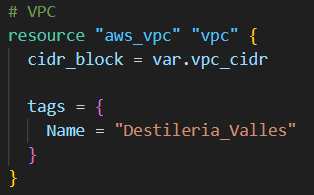 # VPC
resource "aws_vpc" "vpc" {
  cidr_block = var.vpc_cidr

  tags = {
    Name = "Destileria_Valles"
  }
}